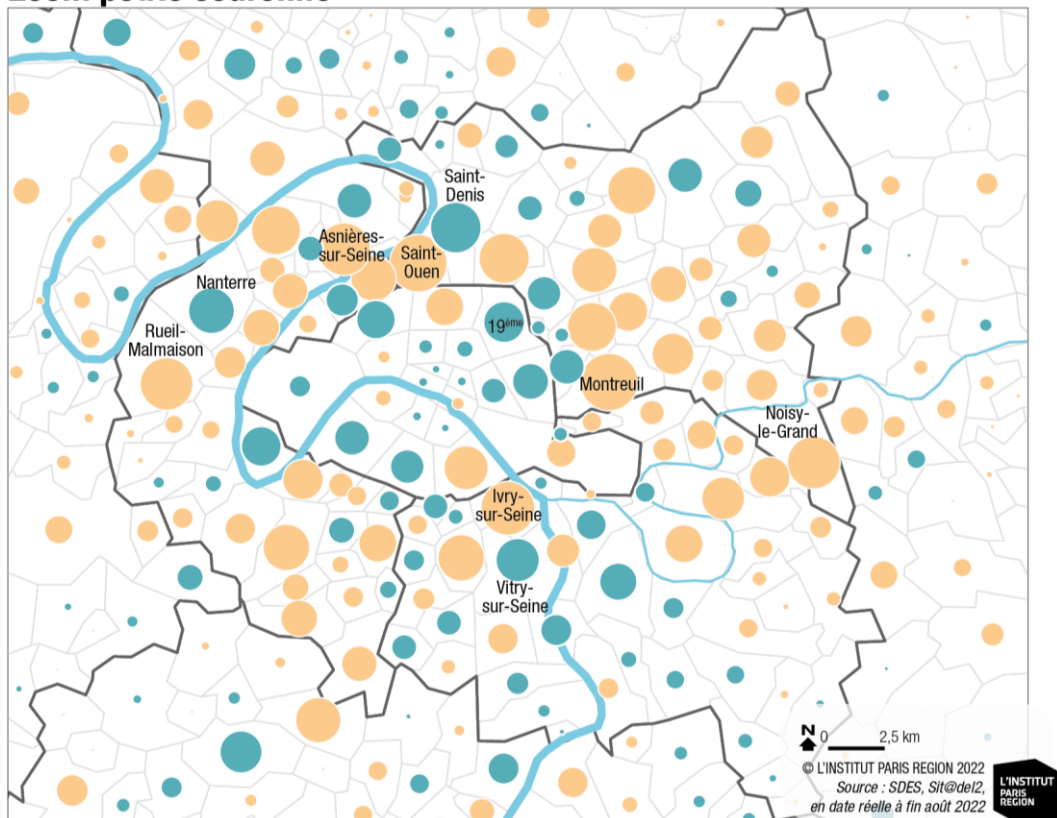 Saint-
Denis
Asnières-
sur-Seine
Saint-
Ouen
Nanterre
19ème
Rueil-
Malmaison
Montreuil
Noisy-
le-Grand
Ivry-
sur-Seine
Vitry-
sur-Seine
N
0 2,5 km
© L'INSTITUT PARIS REGION 2022
Source : SDES, Sit@del2,
en date réelle à fin août 2022
L'INSTITUT
PARIS
REGION